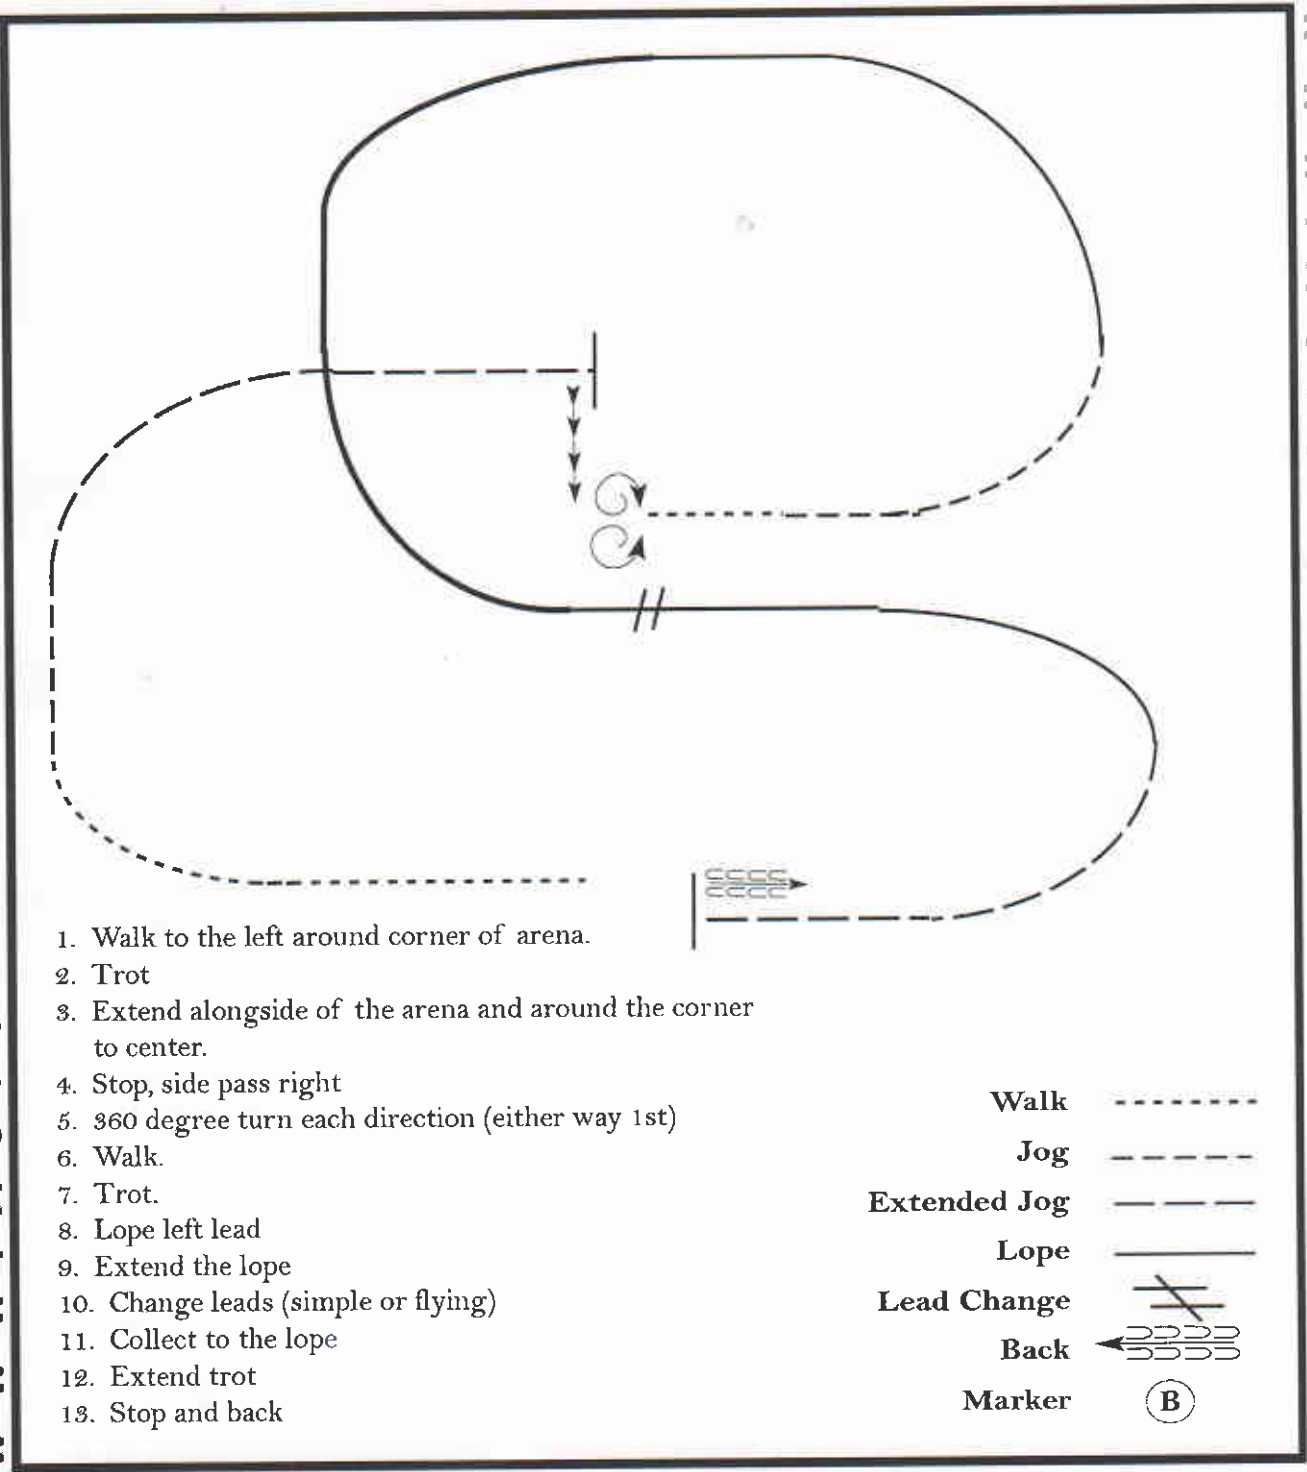 1. Walk to the left around corner of arena.
2. Trot
3. Extend alongside of the arena and around the corner
to center.
4. Stop, side pass right
5. 360 degree turn each direction (either way 1st)
6. Walk.
7. Trot.
8. Lope left lead
9. Extend the lope
10. Change leads (simple or flying)
11. Collect to the lope
12. Extend trot
13. Stop and back
Walk
Jog
Extended Jog
Lope
Lead Change
Back
Marker B